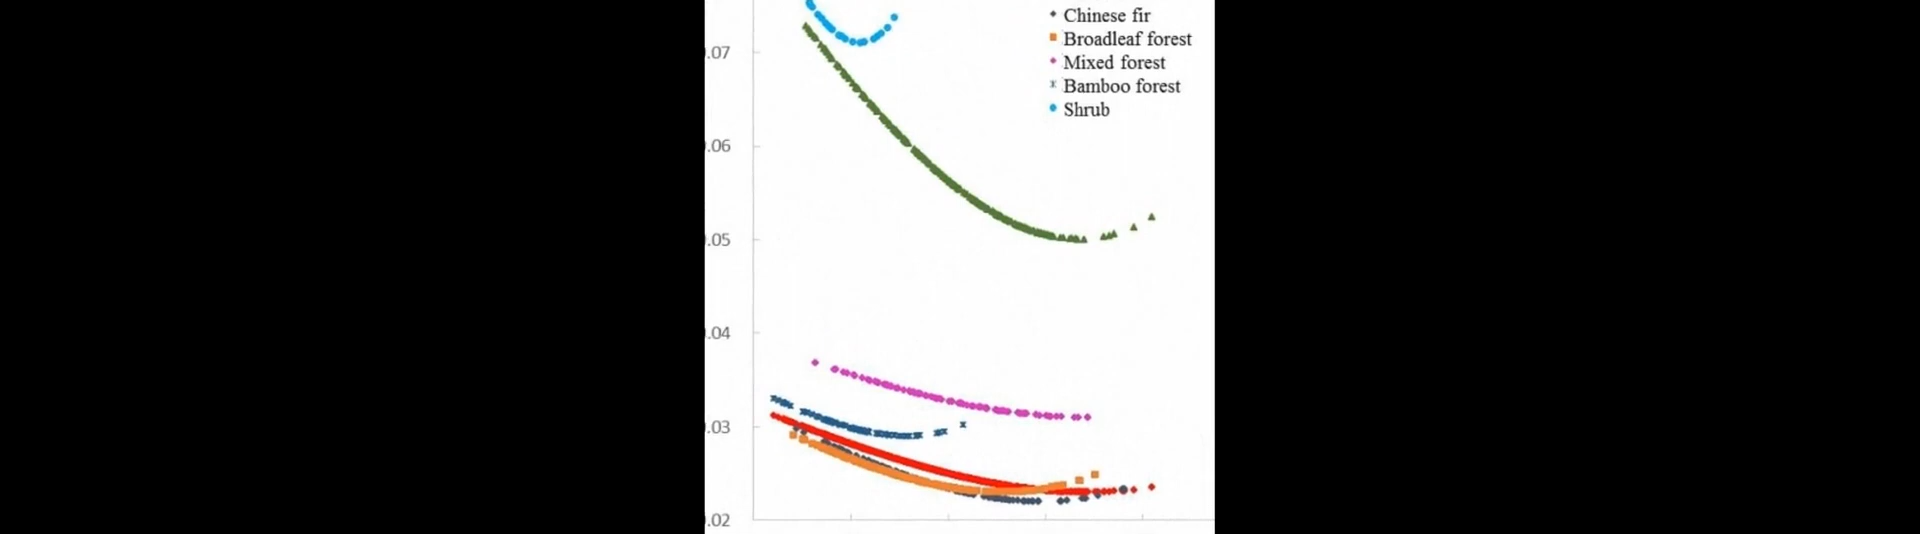 Chinese fir
.07
Broadleaf forest
Mixed forest
Bamboo forest
Shrub
.06
.05
.04
.03
.02